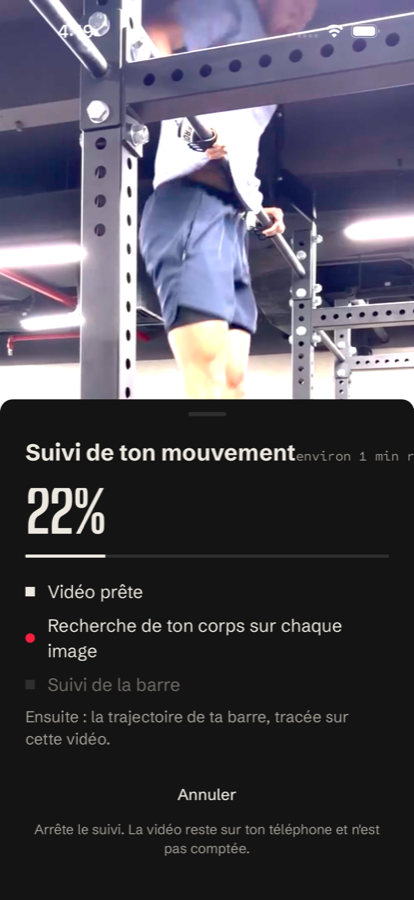 Suivi de ton mouvement environ 1 min r
22%
Vidéo prête
Recherche de ton corps sur chaque
image
Suivi de la barre
Ensuite : la trajectoire de ta barre, tracée sur
cette vidéo.
Annuler
Arrête le suivi. La vidéo reste sur ton téléphone et n'est
pas comptée.